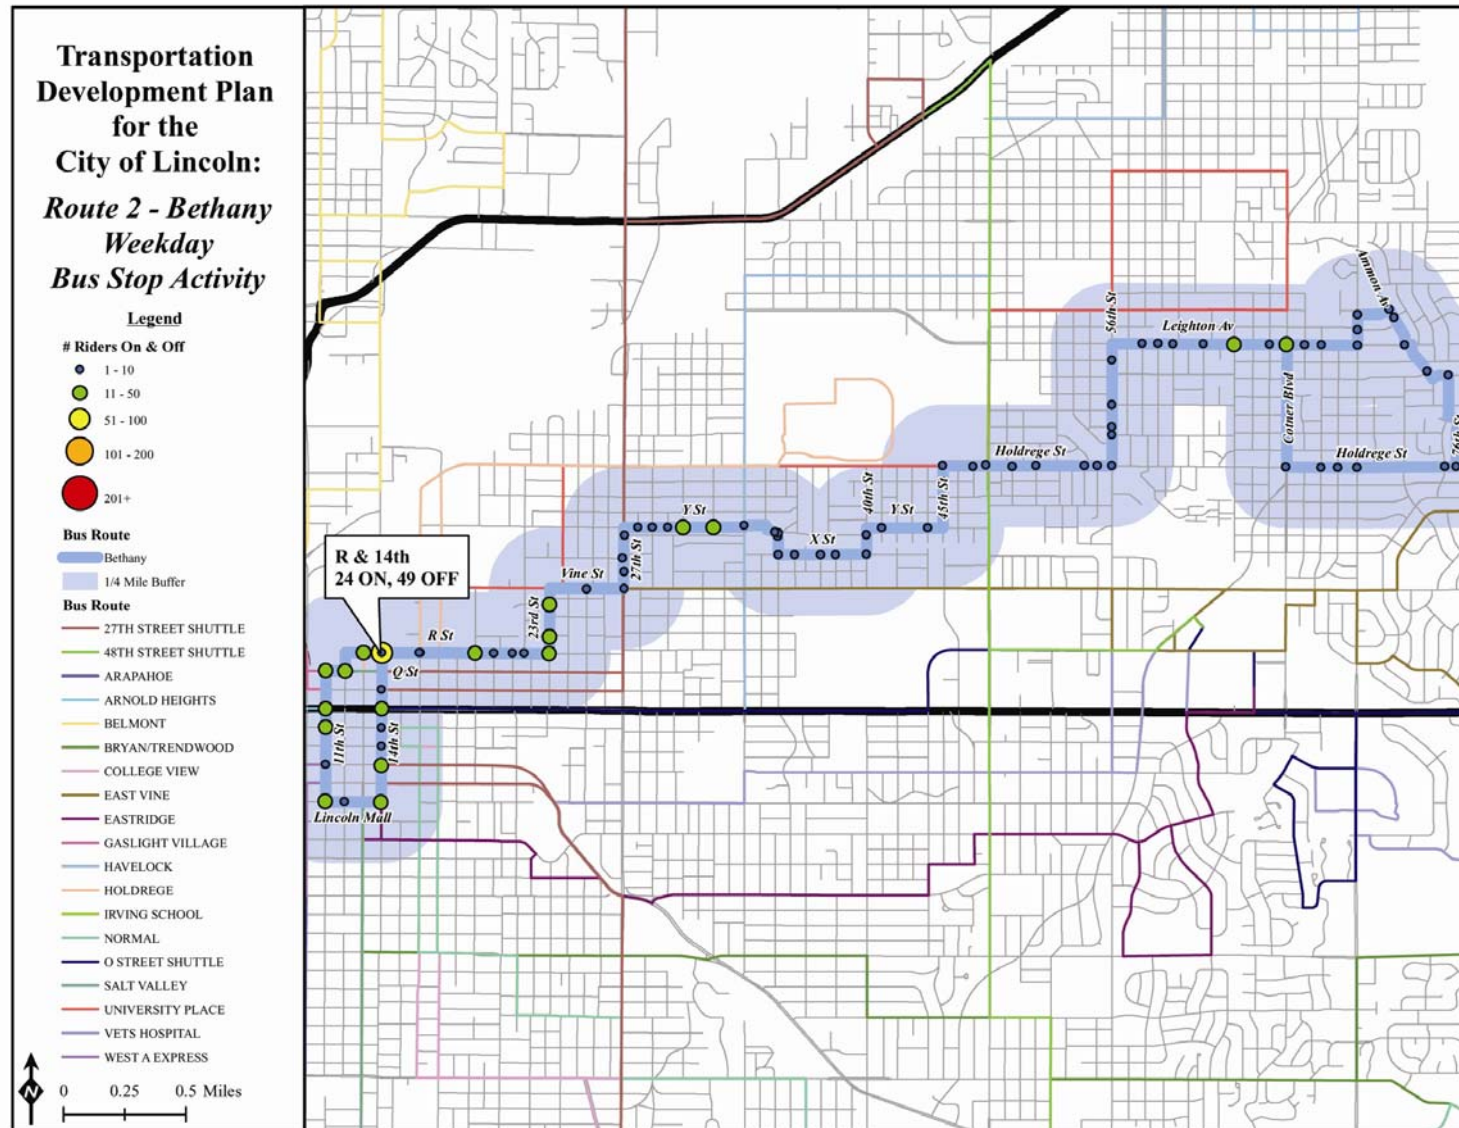 Transportation
Development Plan
for the
City of Lincoln:
Route 2 - Bethany
Weekday
Bus Stop Activity
Legend
# Riders On & Off
1 - 10
11 - 50
51 - 100
101 - 200
201+
Bus Route
Bethany
1/4 Mile Buffer
Bus Route
27TH STREET SHUTTLE
48TH STREET SHUTTLE
ARAPAHOE
ARNOLD HEIGHTS
BELMONT
BRYAN/TRENDWOOD
COLLEGE VIEW
EAST VINE
EASTRIDGE
GASLIGHT VILLAGE
HAVELOCK
HOLDREGE
IRVING SCHOOL
NORMAL
O STREET SHUTTLE
SALT VALLEY
UNIVERSITY PLACE
VETS HOSPITAL
WEST A EXPRESS
N
0 0.25 0.5 Miles
R & 14th
24 ON, 49 OFF
Ammon Av
56th St
Leighton Av
Cotner Blvd
Holdrege St
Holdrege St
76th St
40th St
45th St
Y St
Y St
X St
27th St
Vine St
23rd St
R St
Q St
11th St
14th St
Lincoln Mall